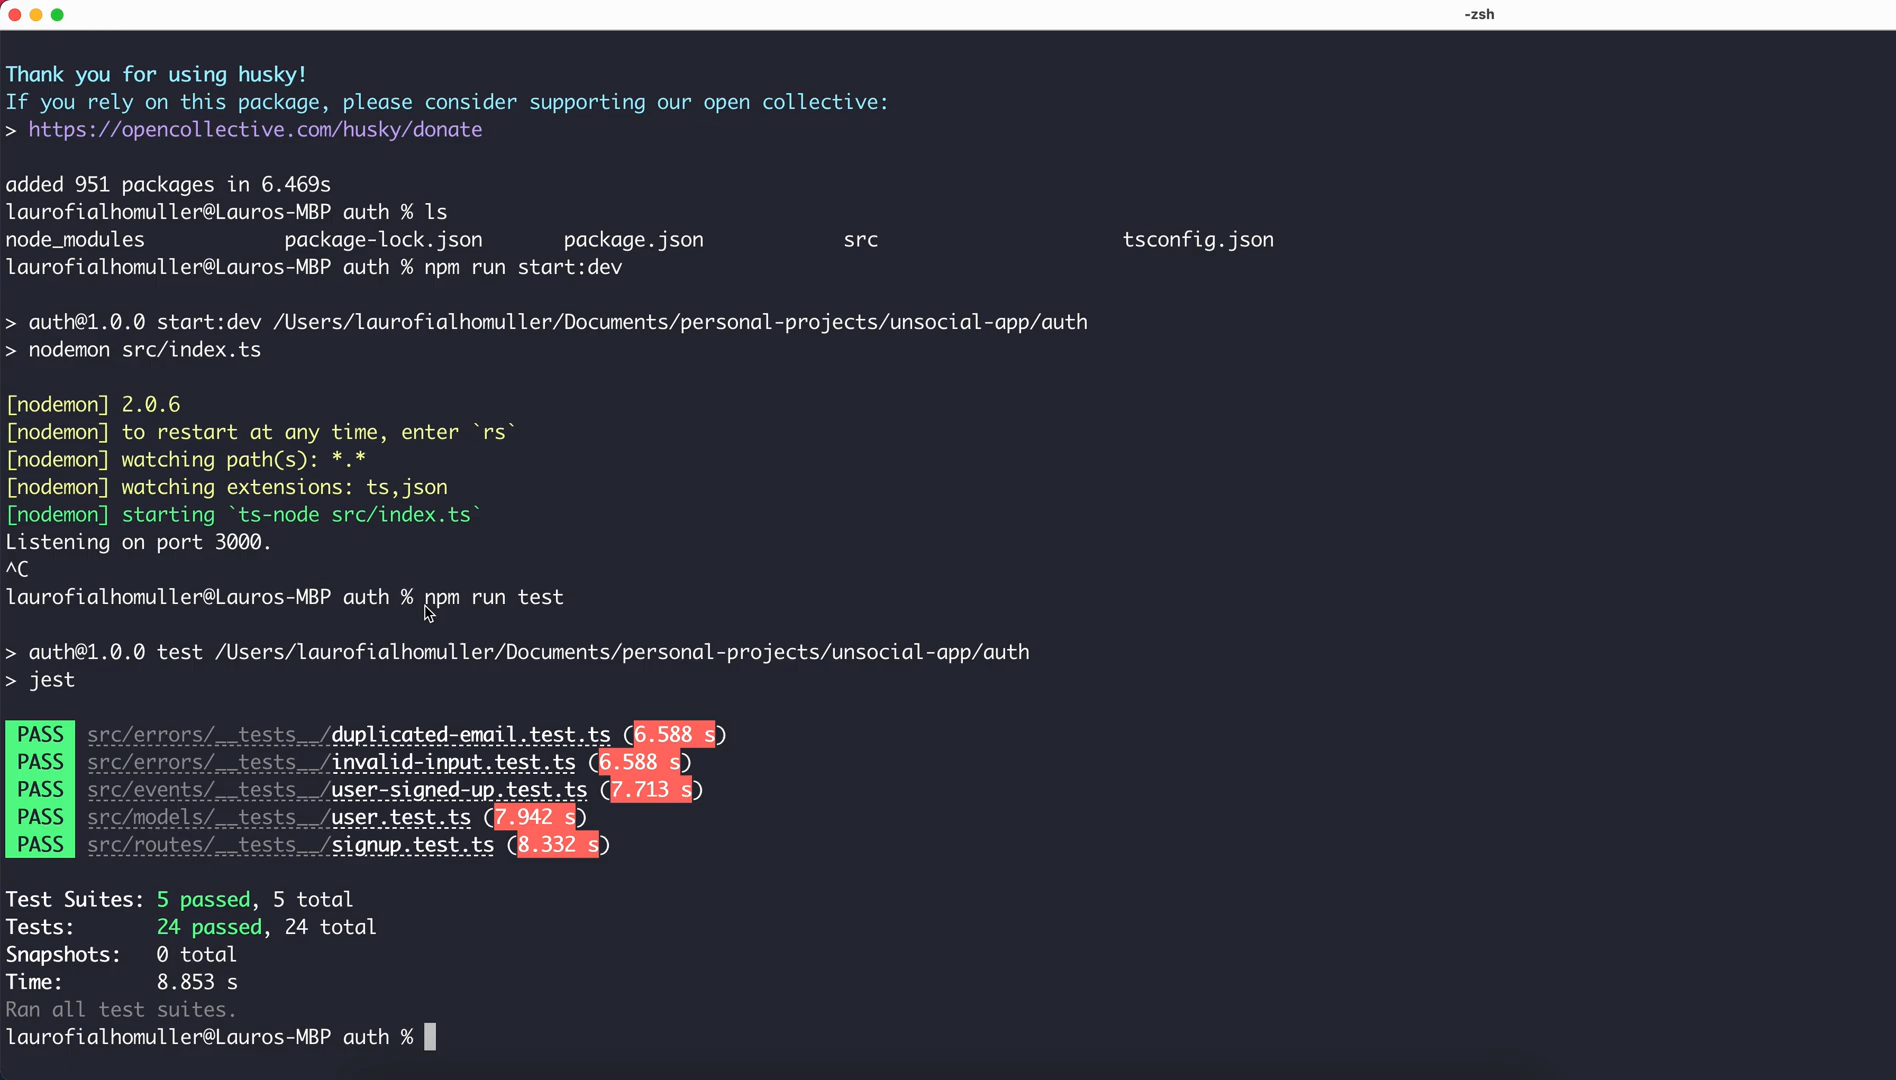 -zsh
Thank you for using husky!
If you rely on this package, please consider supporting our open collective:
> https://opencollective.com/husky/donate
added 951 packages in 6.469s
laurofialhomuller@Lauros-MBP auth % ls
node_modules package-lock.json package.json src tsconfig.json
laurofialhomuller@Lauros-MBP auth % npm run start:dev
> auth@1.0.0 start:dev /Users/laurofialhomuller/Documents/personal-projects/unsocial-app/auth
> nodemon src/index.ts
[nodemon] 2.0.6
[nodemon] to restart at any time, enter `rs`
[nodemon] watching path(s): *.*
[nodemon] watching extensions: ts,json
[nodemon] starting `ts-node src/index.ts`
Listening on port 3000.
^C
laurofialhomuller@Lauros-MBP auth % npm run test
> auth@1.0.0 test /Users/laurofialhomuller/Documents/personal-projects/unsocial-app/auth
> jest
PASS src/errors/__tests__/duplicated-email.test.ts (6.588 s)
PASS src/errors/__tests__/invalid-input.test.ts (6.588 s)
PASS src/events/__tests__/user-signed-up.test.ts (7.713 s)
PASS src/models/__tests__/user.test.ts (7.942 s)
PASS src/routes/__tests__/signup.test.ts (8.332 s)
Test Suites: 5 passed, 5 total
Tests: 24 passed, 24 total
Snapshots: 0 total
Time: 8.853 s
Ran all test suites.
laurofialhomuller@Lauros-MBP auth %